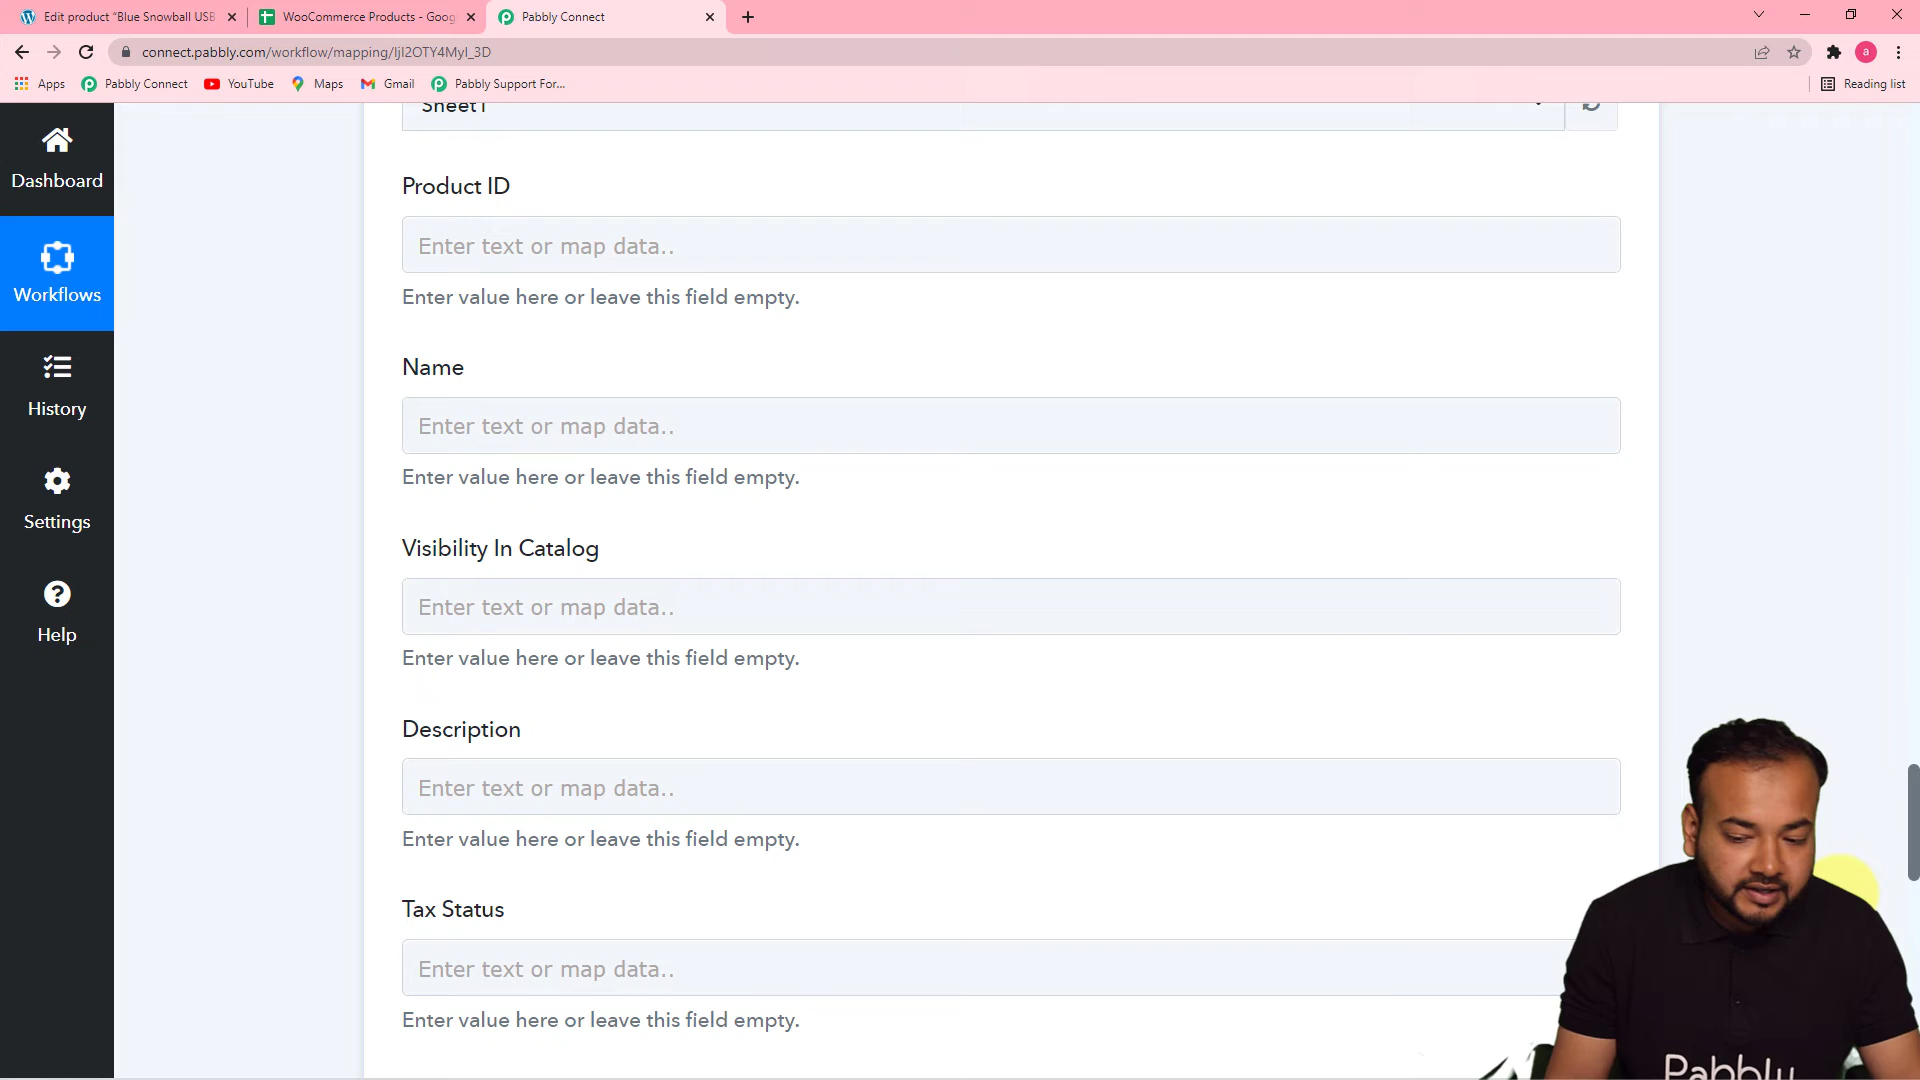 Edit product “Blue Snowball USB
WooCommerce Products - Goog
Pabbly Connect
connect.pabbly.com/workflow/mapping/IjI2OTY4MyI_3D
Apps
Pabbly Connect
YouTube
Maps
Gmail
Pabbly Support For...
Reading list
a
Dashboard
Workflows
History
Settings
Help
Sheet1
Product ID
Enter text or map data..
Enter value here or leave this field empty.
Name
Enter text or map data..
Enter value here or leave this field empty.
Visibility In Catalog
Enter text or map data..
Enter value here or leave this field empty.
Description
Enter text or map data..
Enter value here or leave this field empty.
Tax Status
Enter text or map data..
Enter value here or leave this field empty.
Pabbly